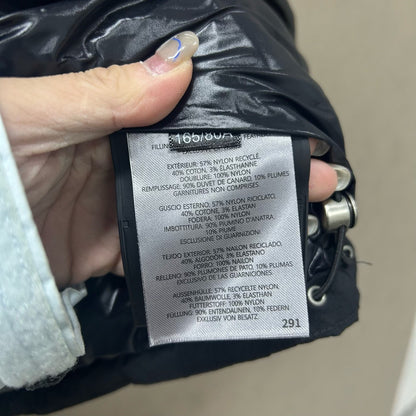 165/80A
FILLING
EXTÉRIEUR: 57% NYLON RECYCLÉ,
40% COTON, 3% ÉLASTHANNE
DOUBLURE: 100% NYLON
REMPLISSAGE: 90% DUVET DE CANARD, 10% PLUMES
GARNITURES NON COMPRISES
GUSCIO ESTERNO: 57% NYLON RICICLATO,
40% COTONE, 3% ELASTAN
FODERA: 100% NYLON
IMBOTTITURA: 90% PIUMINO D'ANATRA,
10% PIUME
ESCLUSIONE DI GUARNIZIONI
TEJIDO EXTERIOR: 57% NAILON RECICLADO,
40% ALGODÓN, 3% ELASTANO
FORRO: 100% NAILON
RELLENO: 90% PLUMONES DE PATO, 10% PLUMAS
EXCLUSIVO DE LAS GUARNICIONES
AUSSENHÜLLE: 57% RECYCELTE NYLON,
40% BAUMWOLLE, 3% ELASTHAN
FUTTERSTOFF: 100% NYLON
FÜLLUNG: 90% ENTENDAUNEN, 10% FEDERN
EXKLUSIV VON BESATZ.
291